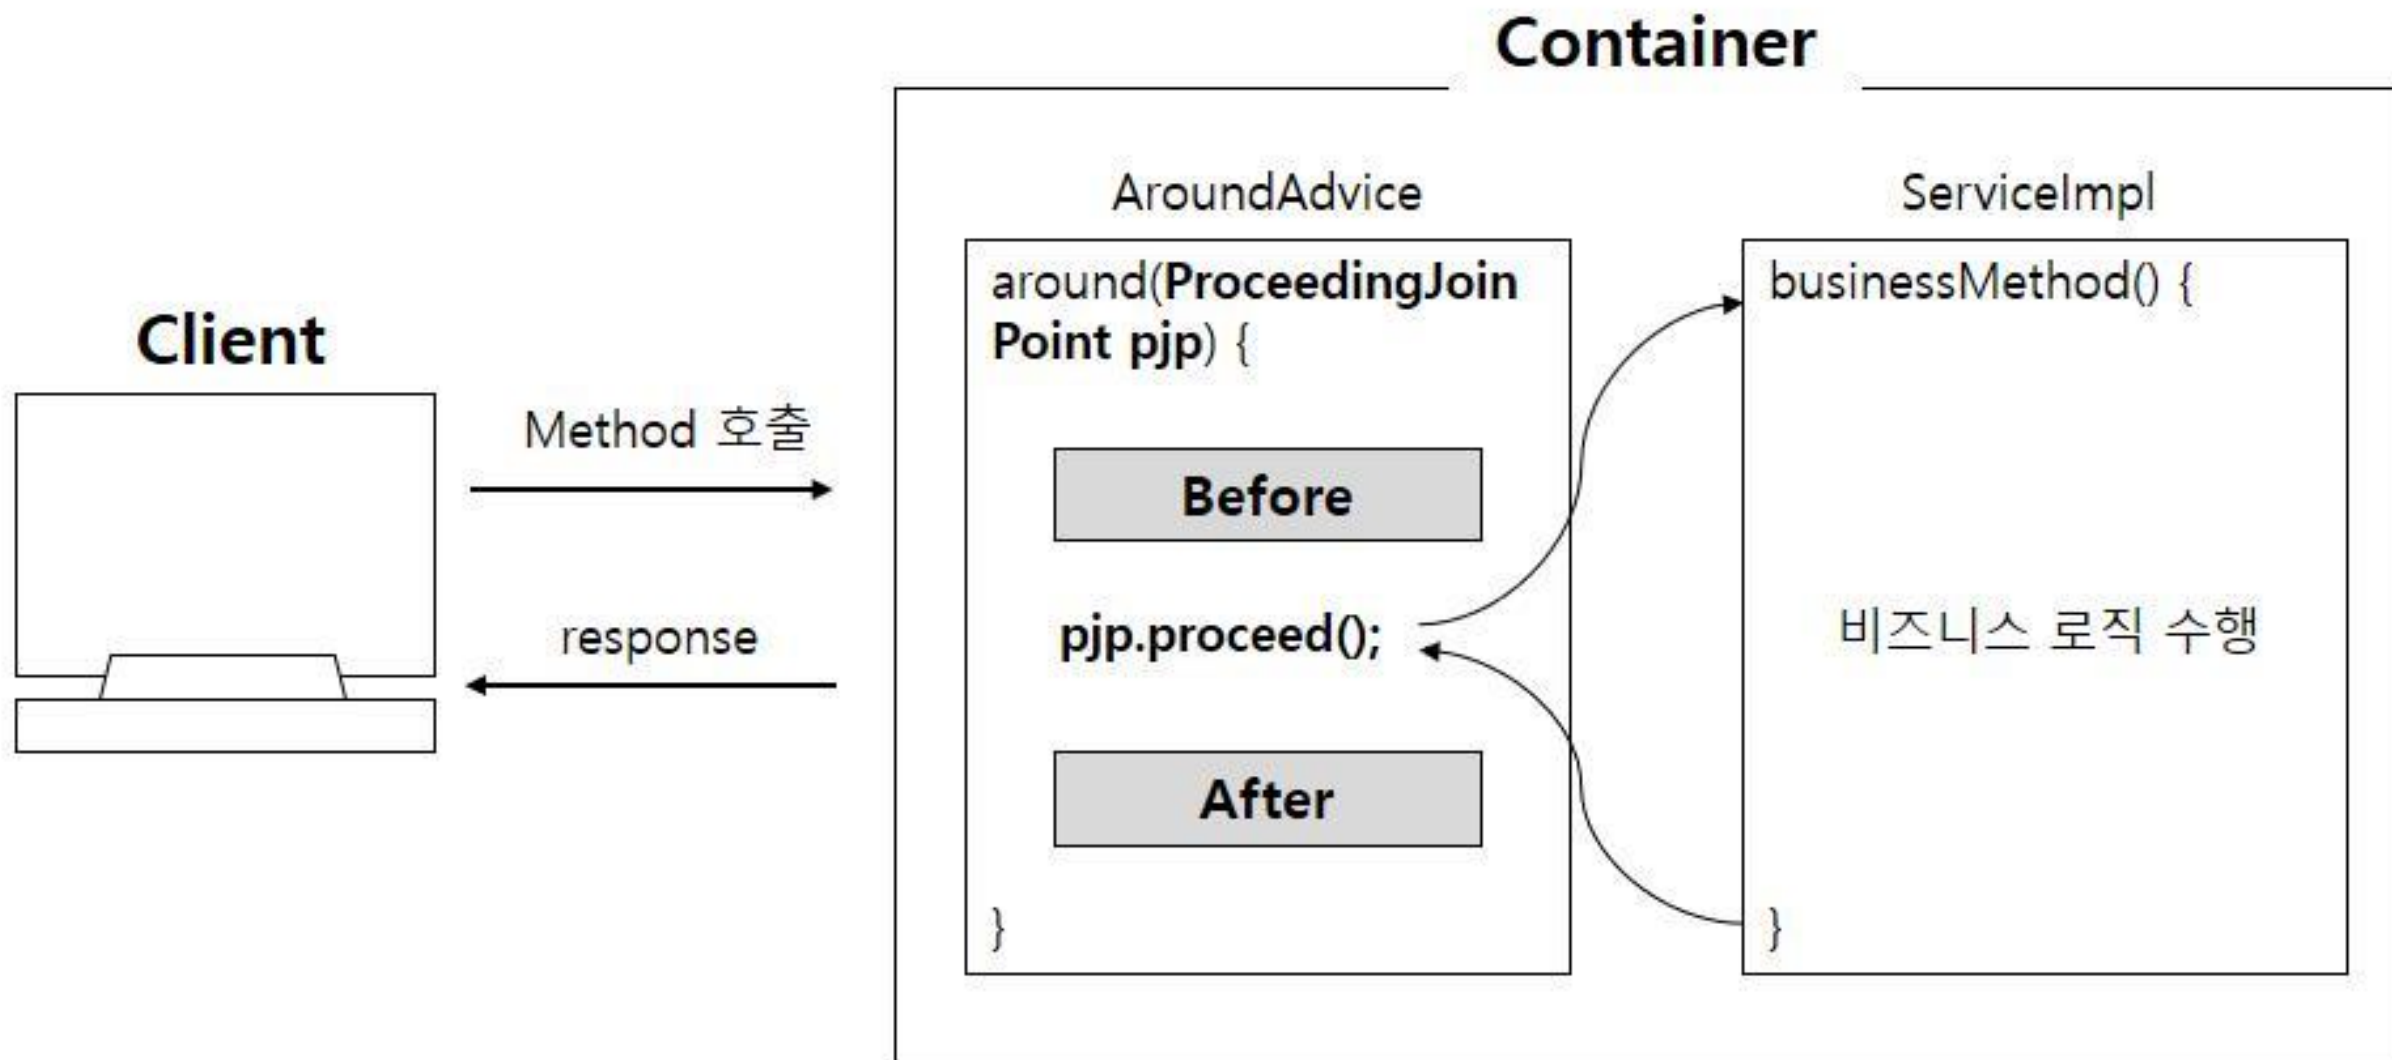 Container
Client
Method 호출
response
AroundAdvice
around(ProceedingJoin
Point pjp) {
Before
pjp.proceed();
After
}
ServiceImpl
businessMethod() {
비즈니스 로직 수행
}